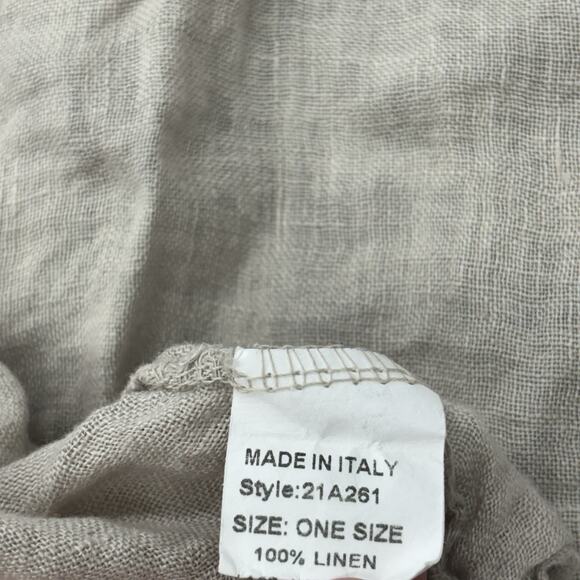 MADE IN ITALY
Style:21A261
SIZE: ONE SIZE
100% LINEN